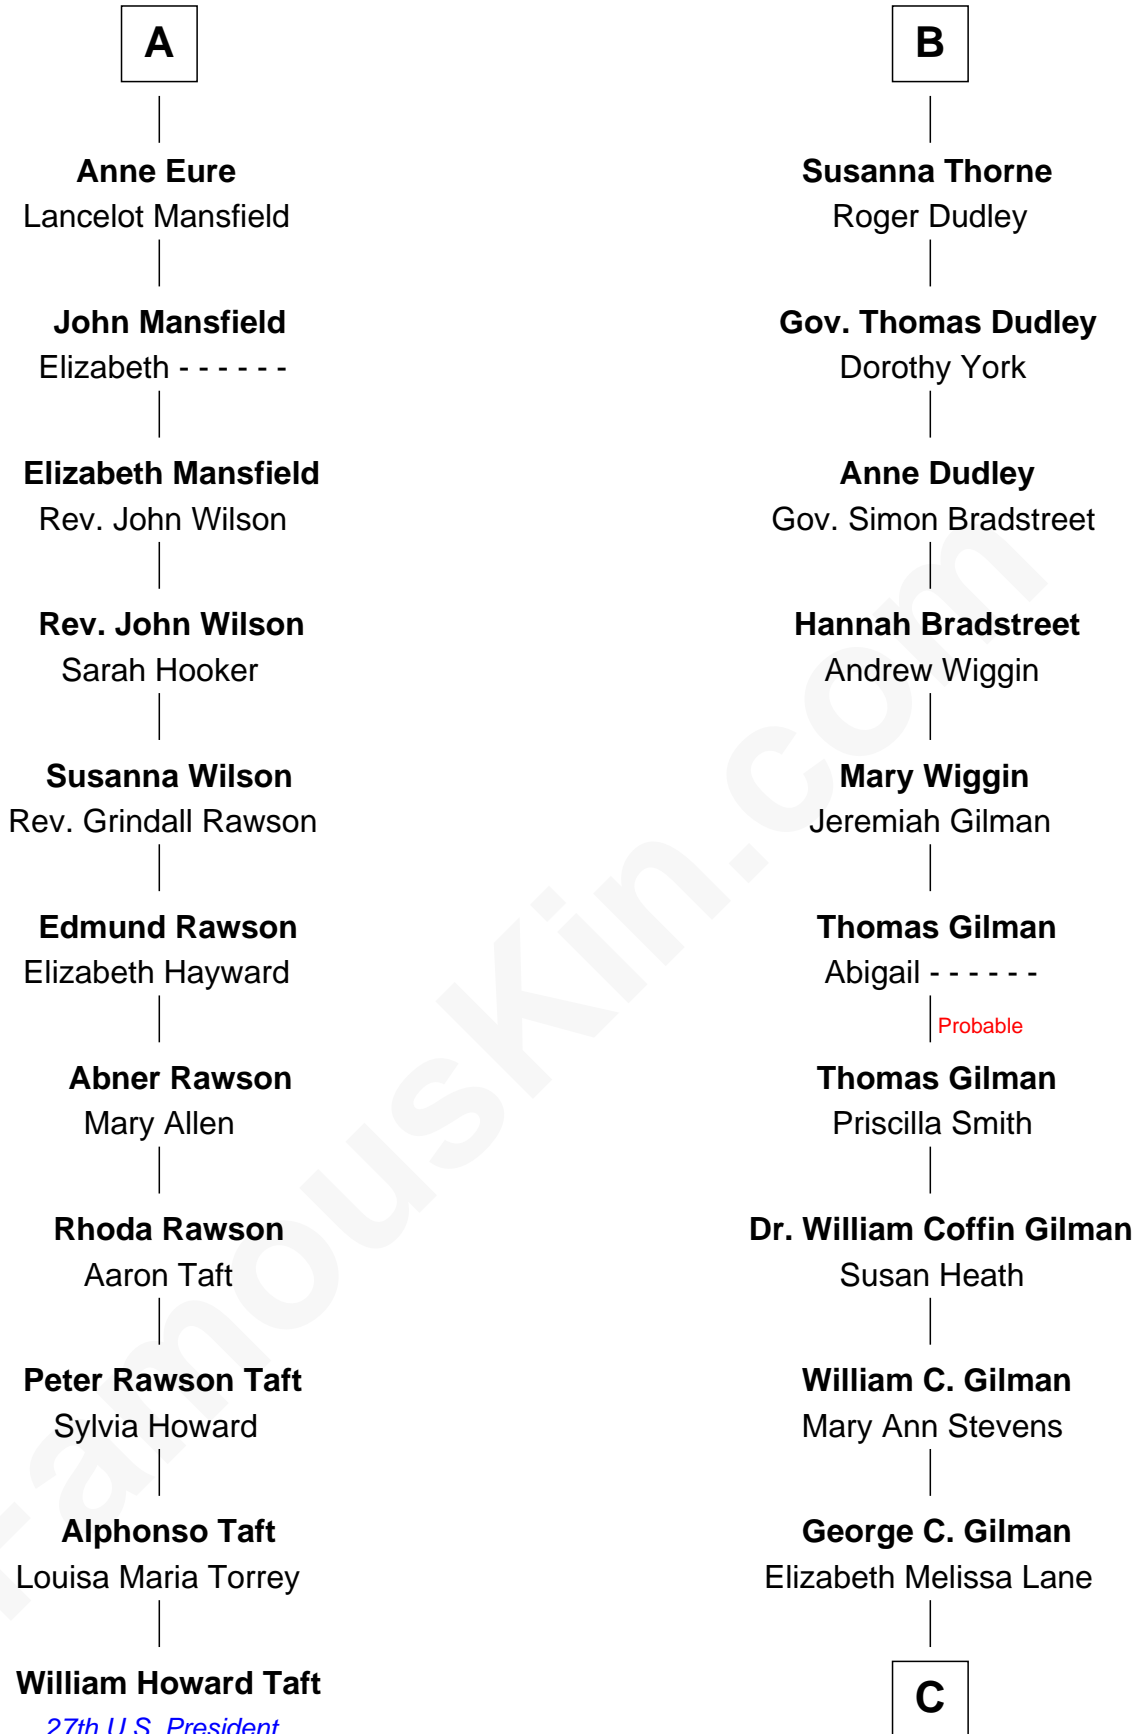 A
Anne Eure
Lancelot Mansfield
John Mansfield
Elizabeth - - - - - -
Elizabeth Mansfield
Rev. John Wilson
Rev. John Wilson
Sarah Hooker
Susanna Wilson
Rev. Grindall Rawson
Edmund Rawson
Elizabeth Hayward
Abner Rawson
Mary Allen
Rhoda Rawson
Aaron Taft
Peter Rawson Taft
Sylvia Howard
Alphonso Taft
Louisa Maria Torrey
William Howard Taft
27th U.S. President
B
Susanna Thorne
Roger Dudley
Gov. Thomas Dudley
Dorothy York
Anne Dudley
Gov. Simon Bradstreet
Hannah Bradstreet
Andrew Wiggin
Mary Wiggin
Jeremiah Gilman
Thomas Gilman
Abigail - - - - - -
Probable
Thomas Gilman
Priscilla Smith
Dr. William Coffin Gilman
Susan Heath
William C. Gilman
Mary Ann Stevens
George C. Gilman
Elizabeth Melissa Lane
C
FamousKin.com